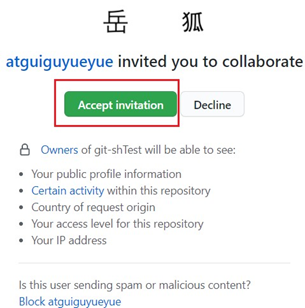 岳 狐
atguiguyueyue invited you to collaborate
Accept invitation Decline
Owners of git-shTest will be able to see:
• Your public profile information
• Certain activity within this repository
• Country of request origin
• Your access level for this repository
• Your IP address
Is this user sending spam or malicious content?
Block atguiguyueyue